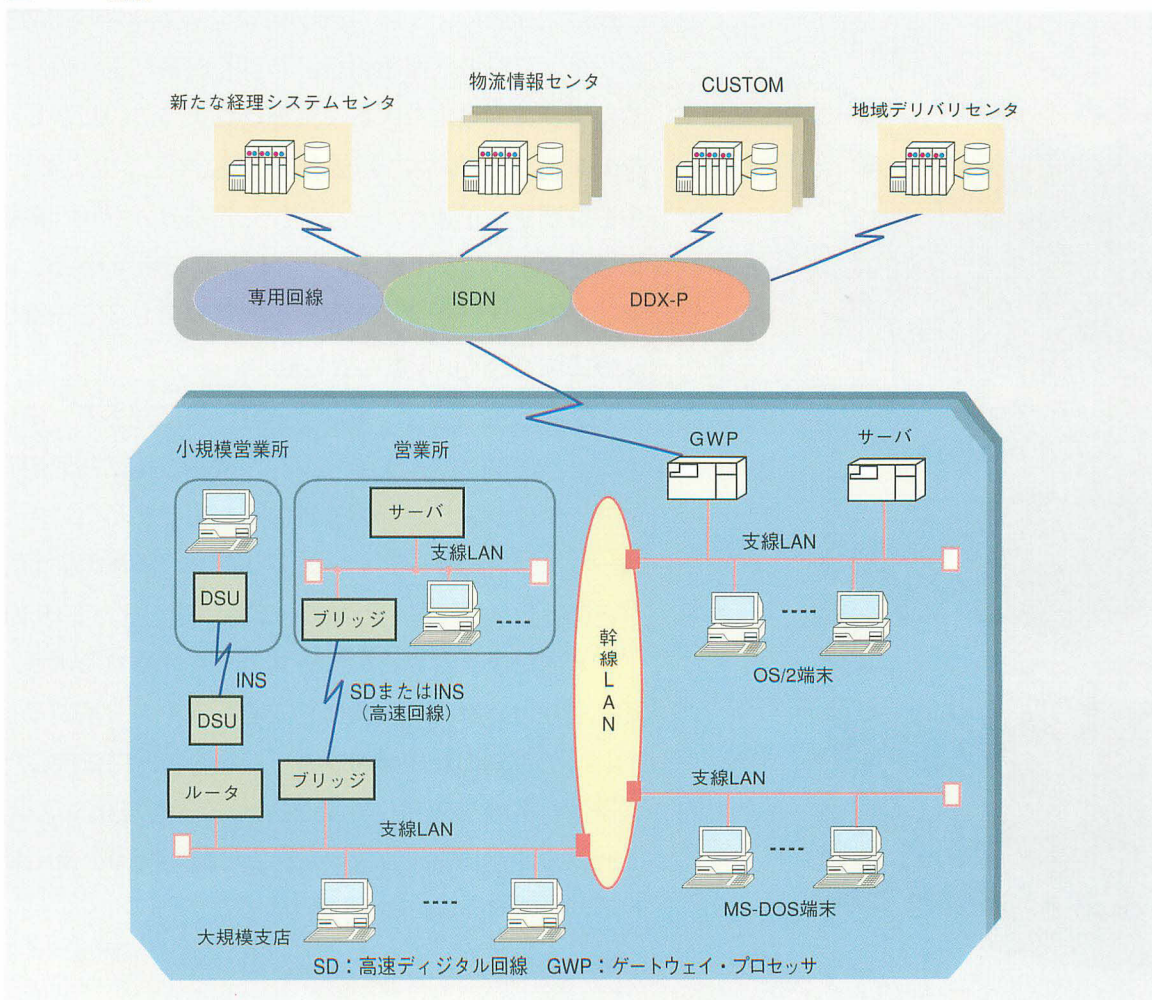 新たな経理システムセンタ
物流情報センタ
CUSTOM
地域デリバリセンタ
専用回線
ISDN
DDX-P
小規模営業所
営業所
GWP
サーバ
サーバ
支線LAN
支線LAN
DSU
ブリッジ
INS
SDまたはINS
(高速回線)
幹線LAN
OS/2端末
DSU
ルータ
ブリッジ
支線LAN
支線LAN
MS-DOS端末
大規模支店
SD:高速ディジタル回線 GWP:ゲートウェイ・プロセッサ